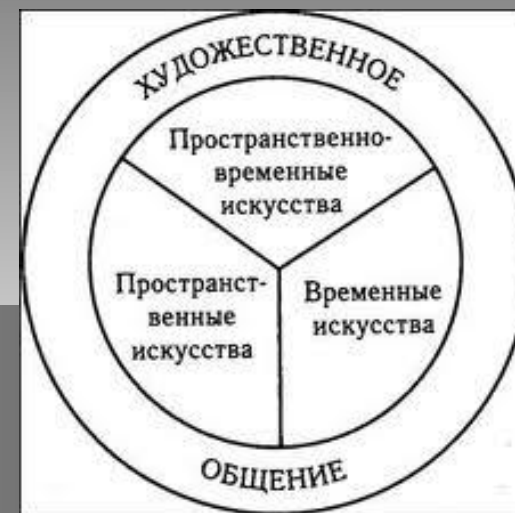 ХУДОЖЕСТВЕННОЕ
Пространственно-
временные
искусства
Пространст-
венные
искусства
Временные
искусства
ОБЩЕНИЕ